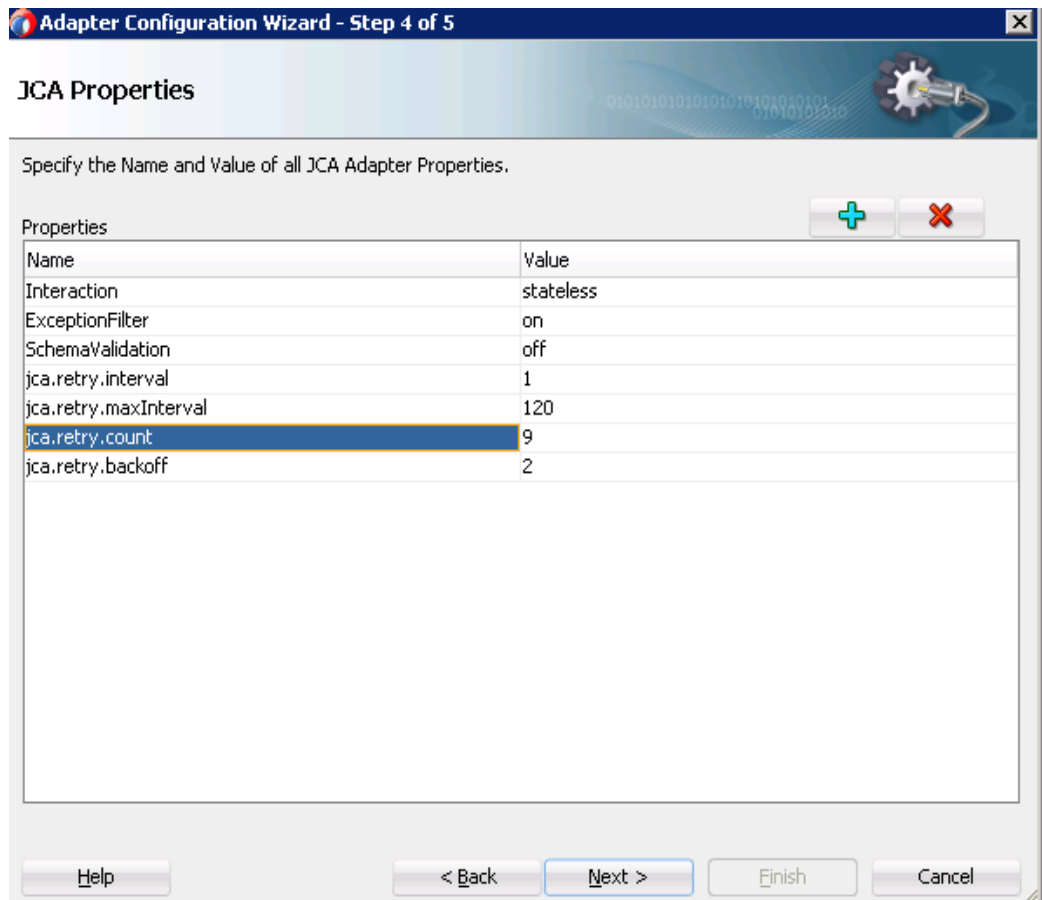 Adapter Configuration Wizard - Step 4 of 5
JCA Properties
Specify the Name and Value of all JCA Adapter Properties.
Properties
Name Value
Interaction stateless
ExceptionFilter on
SchemaValidation off
jca.retry.interval 1
jca.retry.maxInterval 120
jca.retry.count 9
jca.retry.backoff 2
Help < Back Next > Finish Cancel